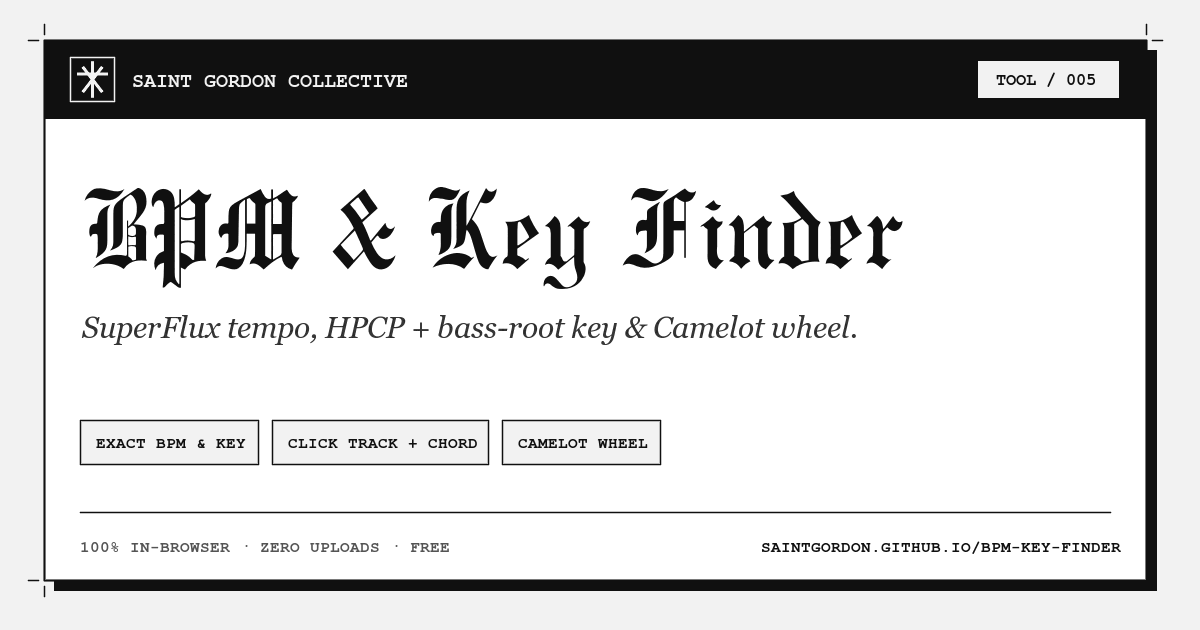 SAINT GORDON COLLECTIVE
TOOL / 005
BPM & Key Finder
SuperFlux tempo, HPCP + bass-root key & Camelot wheel.
EXACT BPM & KEY
CLICK TRACK + CHORD
CAMELOT WHEEL
100% IN-BROWSER · ZERO UPLOADS · FREE
SAINTGORDON.GITHUB.IO/BPM-KEY-FINDER